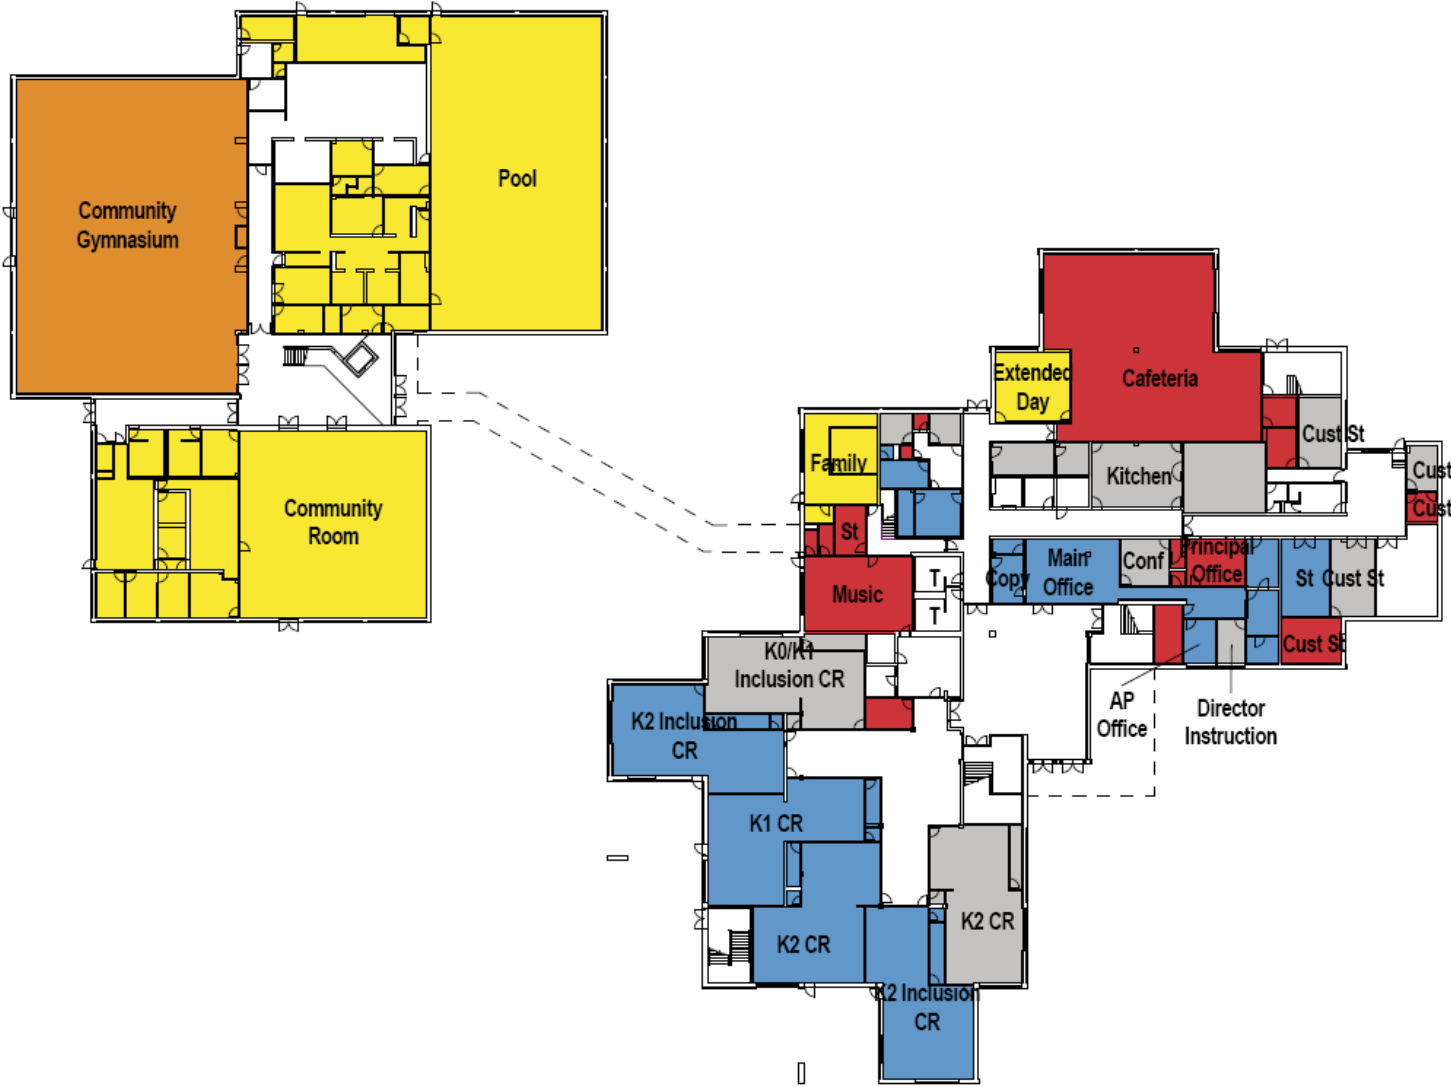 Pool
Community
Gymnasium
Extended
Day
Cafeteria
Cust St
Family
Kitchen
Cust
Cust
Community
Room
St
Copy
Main
Office
Conf
Principal
Office
St
Cust St
T
Music
T
Cust St
K0/K1
Inclusion CR
AP
Office
Director
Instruction
K2 Inclusion
CR
K1 CR
K2 CR
K2 CR
K2 Inclusion
CR